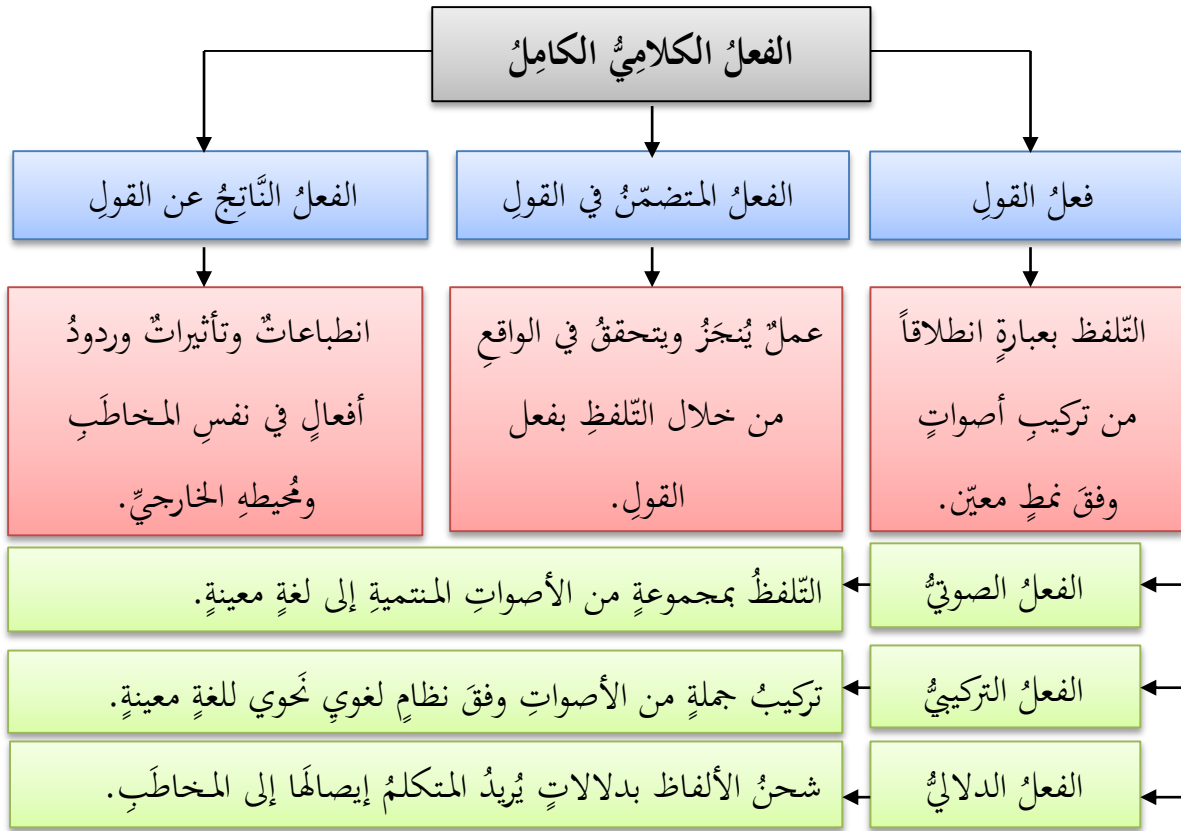 الفعلُ الكلامِيُّ الكامِلُ
فعلُ القولِ
الفعلُ المتضمّنُ في القولِ
الفعلُ النَّاتِجُ عن القولِ
التّلفظ بعبارةٍ انطلاقاً
من تركيبِ أصواتٍ
وفقَ نمطٍ معيّن.
عملٌ يُنجَزُ ويتحققُ في الواقعِ
من خلال التّلفظِ بفعل
القولِ.
انطباعاتٌ وتأثيراتٌ وردودُ
أفعالٍ في نفسِ المخاطَبِ
ومُحيطهِ الخارجيِّ.
الفعلُ الصوتيُّ
التّلفظُ بمجموعةٍ من الأصواتِ المنتميةِ إلى لغةٍ معينةٍ.
الفعلُ التركيبيُّ
تركيبُ جملةٍ من الأصواتِ وفقَ نظامٍ لغويٍ نَحوي للغةٍ معينةٍ.
الفعلُ الدلاليُّ
شحنُ الألفاظ بدلالاتٍ يُريدُ المتكلمُ إيصالَها إلى المخاطَبِ.